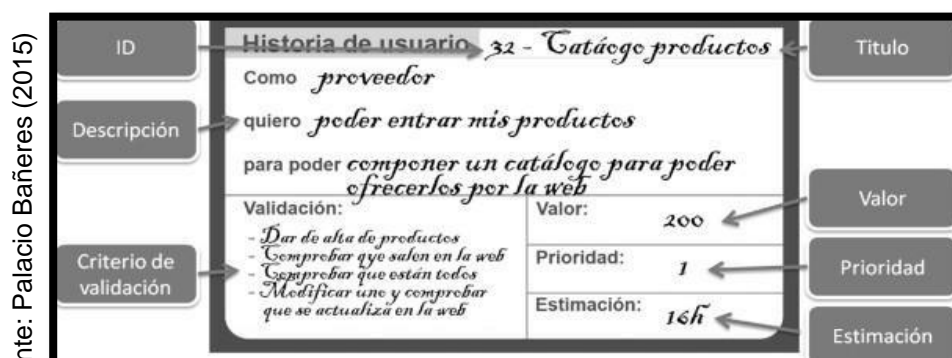 nte: Palacio Bañeres (2015)
ID
Historia de usuario 32 - Catáogo productos
Titulo
Como proveedor
Descripción
quiero poder entrar mis productos
para poder componer un catálogo para poder
ofrecerlos por la web
Validación:
- Dar de alta de productos
- Comprobar qye salen en la web
- Comprobar que están todos
- Modificar uno y comprobar
que se actualiza en la web
Criterio de
validación
Valor:
200
Valor
Prioridad:
1
Prioridad
Estimación:
16h
Estimación